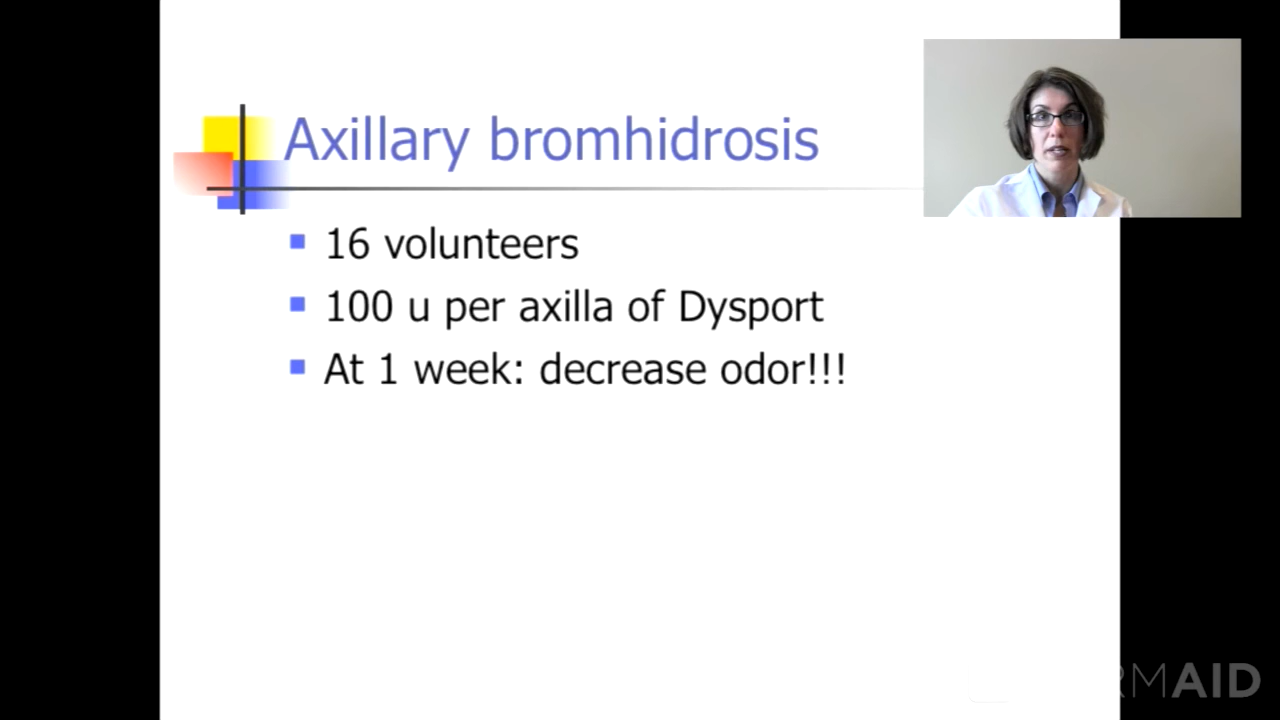 Axillary bromhidrosis
16 volunteers
100 u per axilla of Dysport
At 1 week: decrease odor!!!
RMAID